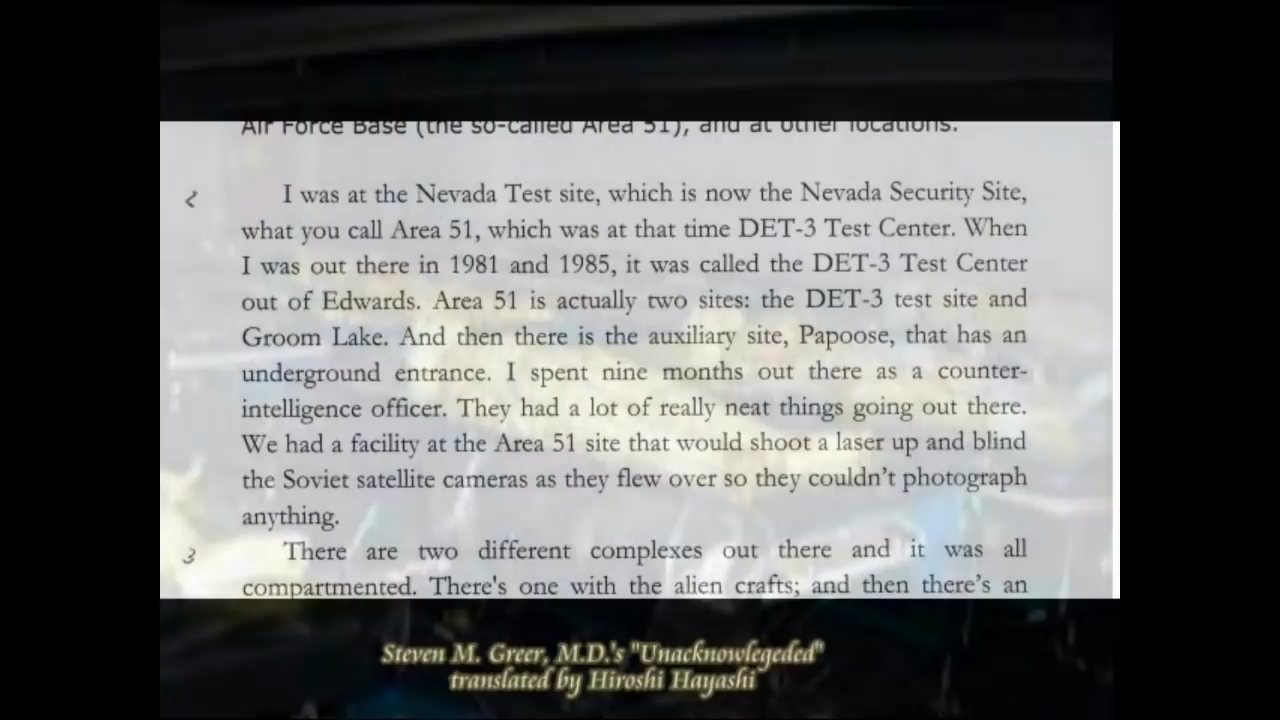 Air Force Base (the so-called Area 51), and at other locations.
2
I was at the Nevada Test site, which is now the Nevada Security Site,
what you call Area 51, which was at that time DET-3 Test Center. When
I was out there in 1981 and 1985, it was called the DET-3 Test Center
out of Edwards. Area 51 is actually two sites: the DET-3 test site and
Groom Lake. And then there is the auxiliary site, Papoose, that has an
underground entrance. I spent nine months out there as a counter-
intelligence officer. They had a lot of really neat things going out there.
We had a facility at the Area 51 site that would shoot a laser up and blind
the Soviet satellite cameras as they flew over so they couldn't photograph
anything.
3
There are two different complexes out there and it was all
compartmented. There's one with the alien crafts; and then there's an
Steven M. Greer, M.D.'s "Unacknowlegeded"
translated by Hiroshi Hayashi